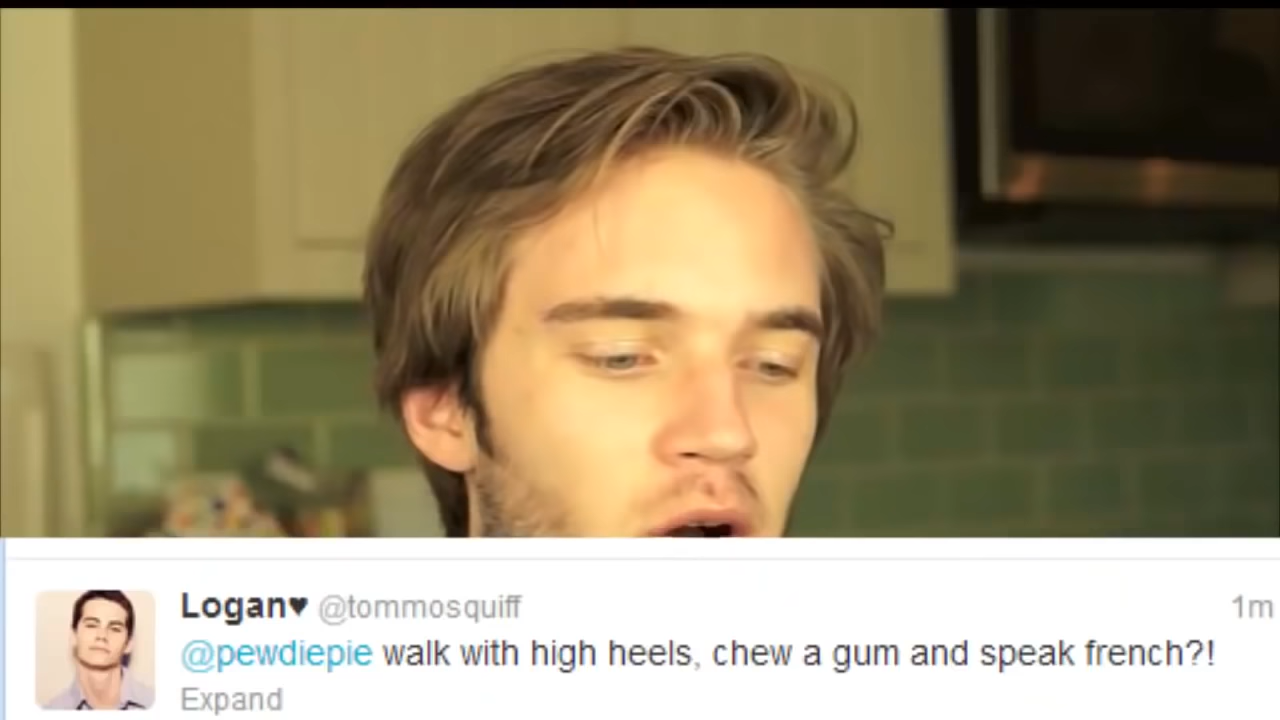 Logan♥ @tommosquiff 1m
@pewdiepie walk with high heels, chew a gum and speak french?!
Expand